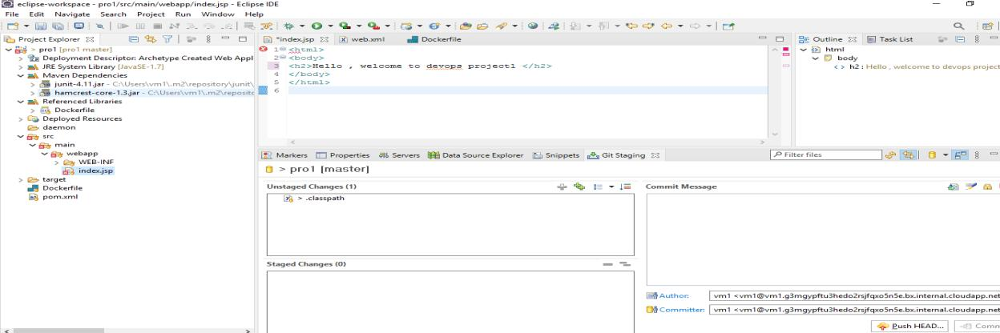 eclipse-workspace - pro1/src/main/webapp/index.jsp - Eclipse IDE
File Edit Navigate Search Project Run Window Help
Project Explorer
> pro1 [pro1 master]
Deployment Descriptor: Archetype Created Web Appl
JRE System Library [JavaSE-1.7]
Maven Dependencies
junit-4.11.jar - C:\Users\vm1\.m2\repository\junit\
hamcrest-core-1.3.jar - C:\Users\vm1\.m2\reposito
Referenced Libraries
Dockerfile
Deployed Resources
daemon
src
main
webapp
WEB-INF
index.jsp
target
Dockerfile
pom.xml
*index.jsp web.xml Dockerfile
1 <html>
2 <body>
3 <h2>Hello , welcome to devops project1 </h2>
4 </body>
5 </html>
6
Outline Task List
html
body
<> h2 : Hello , welcome to devops project
Markers Properties Servers Data Source Explorer Snippets Git Staging
Filter files
> pro1 [master]
Unstaged Changes (1)
> .classpath
Staged Changes (0)
Commit Message
Author: vm1 <vm1@vm1.g3mgypftu3hedo2rsjfqxo5n5e.bx.internal.cloudapp.net
Committer: vm1 <vm1@vm1.g3mgypftu3hedo2rsjfqxo5n5e.bx.internal.cloudapp.net
Push HEAD... Comm